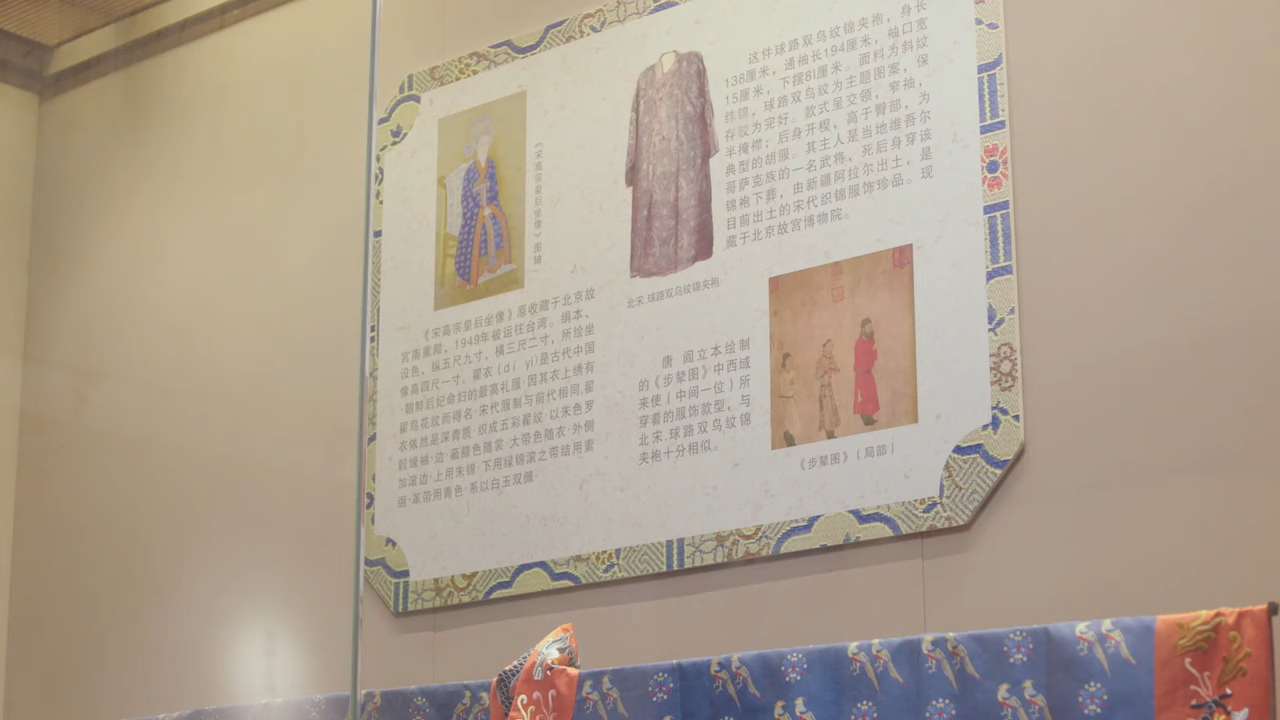 《宋高宗皇后坐像》图轴
《宋高宗皇后坐像》原收藏于北京故
宫南薰殿，1949年被运往台湾。绢本、
设色，纵五尺九寸，横三尺二寸，所绘坐
像高四尺一寸。翟衣（dí yī)是古代中国
·朝鲜后妃命妇的最高礼服·因其衣上绣有
翟鸟花纹而得名·宋代服制与前代相同,翟
衣依然是深青质·织成五彩翟纹·以朱色罗
縠缘袖·边·蔽膝色随裳·大带色随衣·外侧
加滚边·上用朱锦·下用绿锦滚之带结用素
组·革带用青色·系以白玉双佩·
北宋.球路双鸟纹锦夹袍
这件球路双鸟纹锦夹袍，身长
138厘米，通袖长194厘米，袖口宽
15厘米，下摆81厘米。面料为斜纹
纬锦，球路双鸟纹为主题图案，保
存较为完好。款式呈交领，窄袖，
半掩襟；后身开楔，高于臀部，为
典型的胡服。其主人是当地维吾尔
哥萨克族的一名武将，死后身穿该
锦袍下葬，由新疆阿拉尔出土，是
目前出土的宋代织锦服饰珍品。现
藏于北京故宫博物院。
唐 阎立本绘制
的《步辇图》中西域
来使（中间一位）所
穿着的服饰款型，与
北宋.球路双鸟纹锦
夹袍十分相似。
《步辇图》（局部）